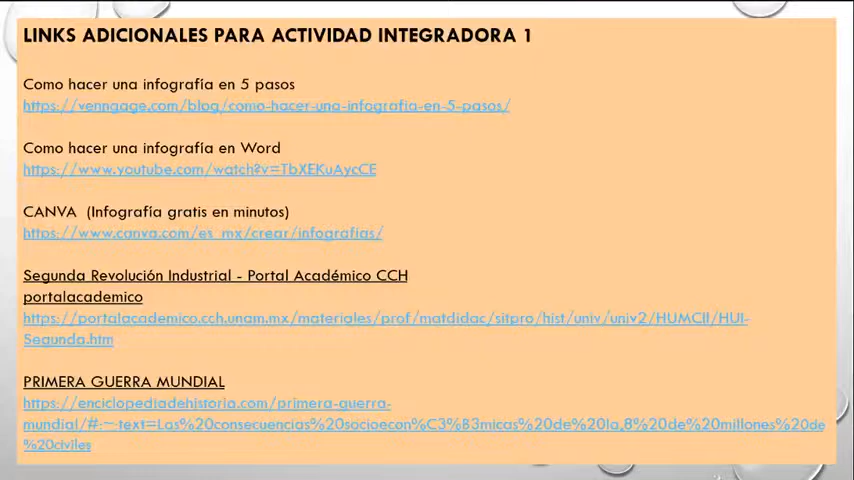 LINKS ADICIONALES PARA ACTIVIDAD INTEGRADORA 1
Como hacer una infografía en 5 pasos
https://venngage.com/blog/como-hacer-una-infografia-en-5-pasos/
Como hacer una infografía en Word
https://www.youtube.com/watch?v=TbXEKuAycCE
CANVA (Infografía gratis en minutos)
https://www.canva.com/es_mx/crear/infografias/
Segunda Revolución Industrial - Portal Académico CCH
portalacademico
https://portalacademico.cch.unam.mx/materiales/prof/matdidac/sitpro/hist/univ/univ2/HUMCII/HUI-
Segunda.htm
PRIMERA GUERRA MUNDIAL
https://enciclopediadehistoria.com/primera-guerra-
mundial/#:~:text=Las%20consecuencias%20socioecon%C3%B3micas%20de%20la,8%20de%20millones%20de
%20civiles